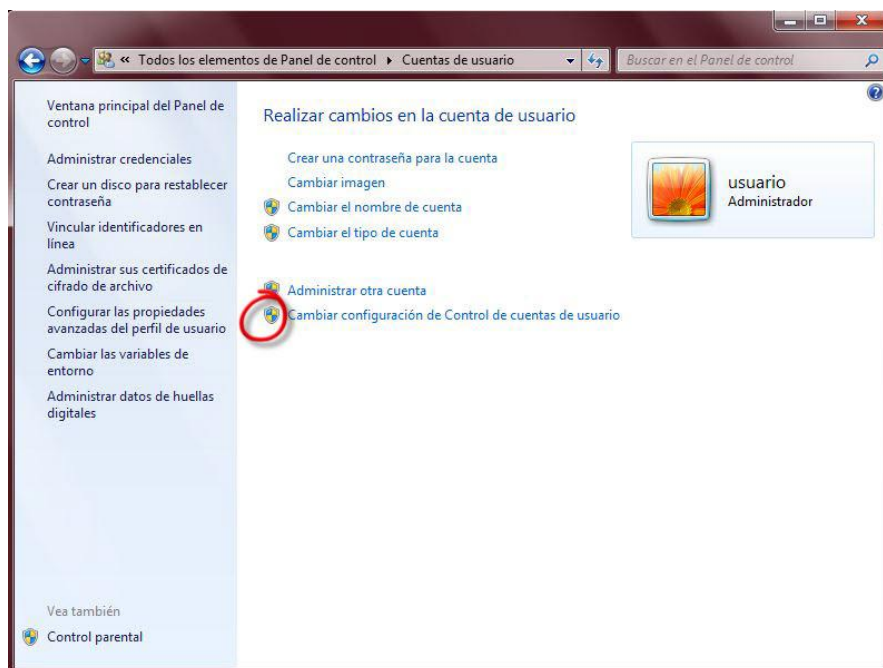 « Todos los elementos de Panel de control ▸ Cuentas de usuario
Buscar en el Panel de control
Ventana principal del Panel de
control
Administrar credenciales
Crear un disco para restablecer
contraseña
Vincular identificadores en
línea
Administrar sus certificados de
cifrado de archivo
Configurar las propiedades
avanzadas del perfil de usuario
Cambiar las variables de
entorno
Administrar datos de huellas
digitales
Vea también
Control parental
Realizar cambios en la cuenta de usuario
Crear una contraseña para la cuenta
Cambiar imagen
Cambiar el nombre de cuenta
Cambiar el tipo de cuenta
Administrar otra cuenta
Cambiar configuración de Control de cuentas de usuario
usuario
Administrador